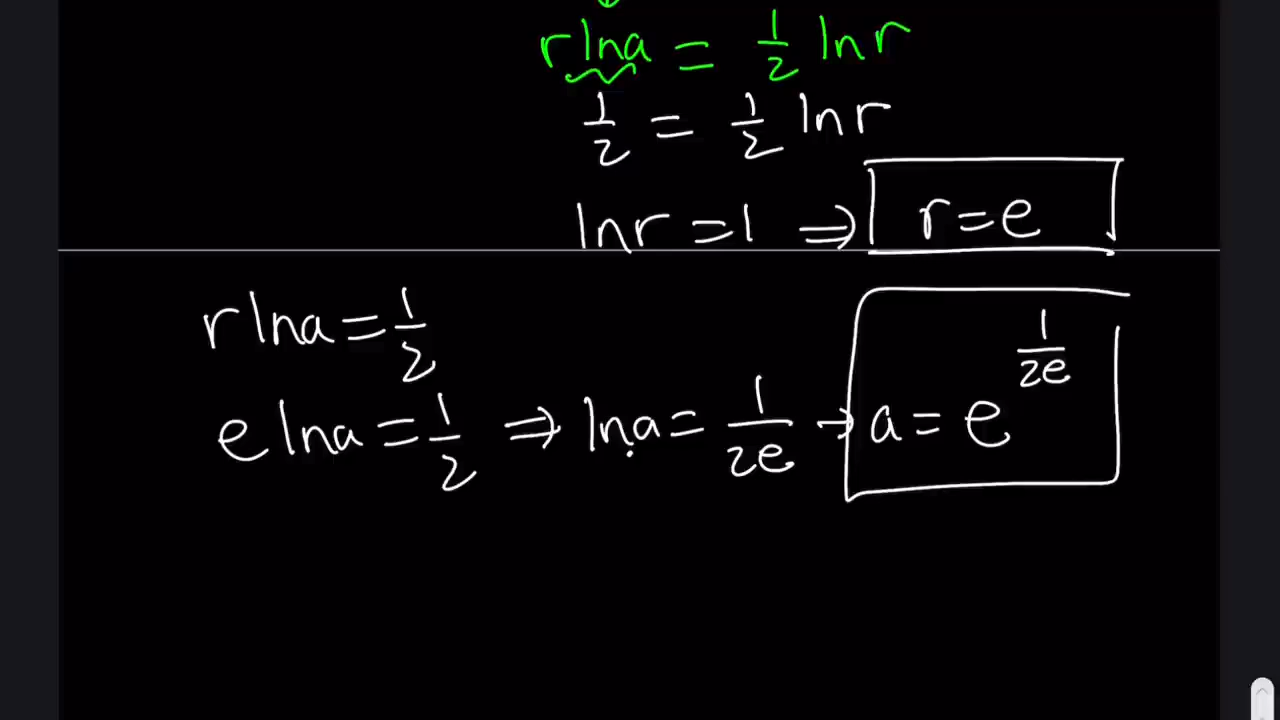 r ln a = 1/2 ln r
1/2 = 1/2 ln r
ln r = 1 ⇒ r = e
r ln a = 1/2
e ln a = 1/2 ⇒ ln a = 1/(2e) → a = e^(1/(2e))